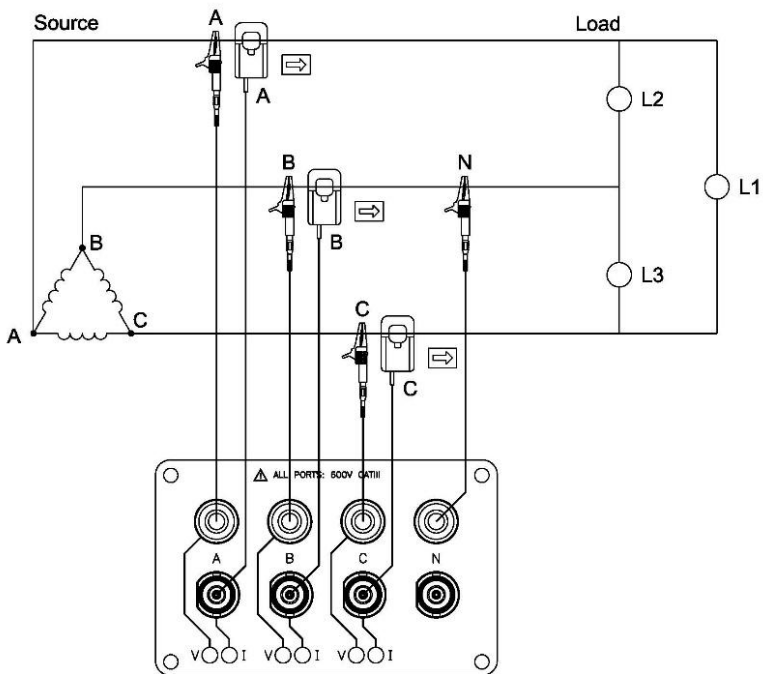 Source
Load
A
A
L2
B
N
L1
B
B
L3
A
C
C
C
⚠ ALL PORTS: 600V CATIII
A B C N
V I V I V I